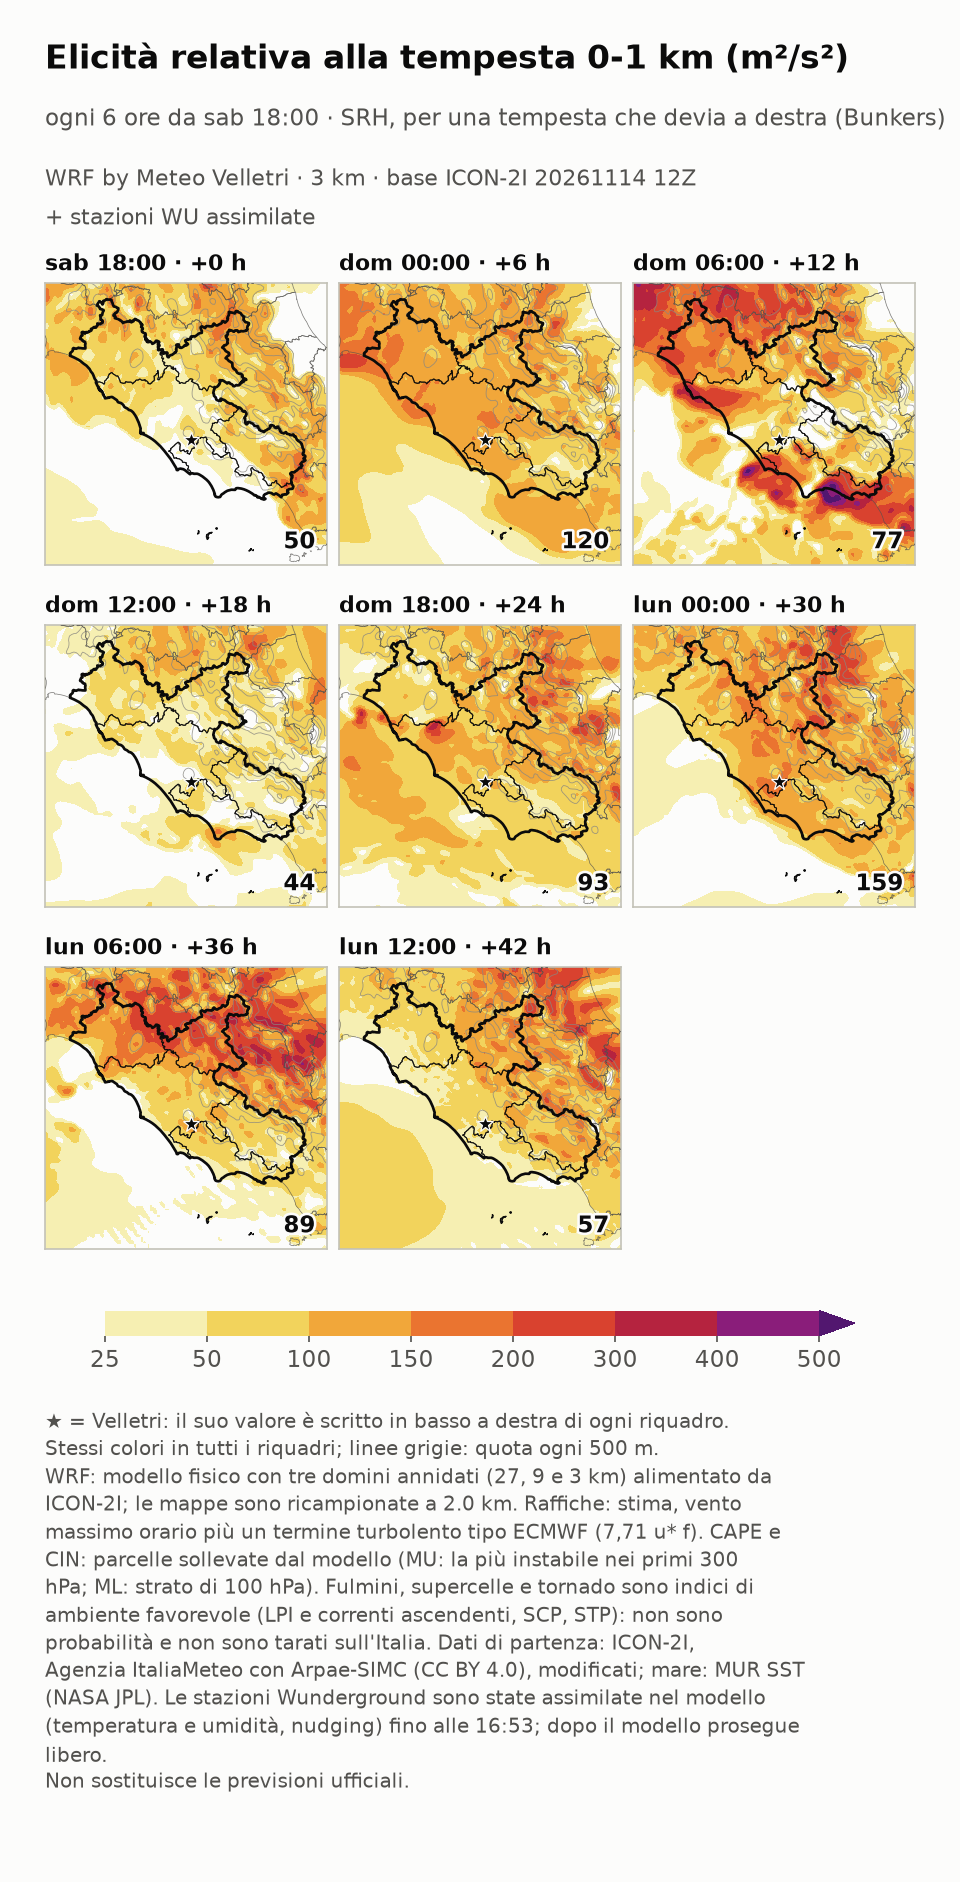 Elicità relativa alla tempesta 0-1 km (m²/s²)
ogni 6 ore da sab 18:00 · SRH, per una tempesta che devia a destra (Bunkers)
WRF by Meteo Velletri · 3 km · base ICON-2I 20261114 12Z
+ stazioni WU assimilate
sab 18:00 · +0 h
dom 00:00 · +6 h
dom 06:00 · +12 h
50
120
77
dom 12:00 · +18 h
dom 18:00 · +24 h
lun 00:00 · +30 h
44
93
159
lun 06:00 · +36 h
lun 12:00 · +42 h
89
57
25 50 100 150 200 300 400 500
★ = Velletri: il suo valore è scritto in basso a destra di ogni riquadro.
Stessi colori in tutti i riquadri; linee grigie: quota ogni 500 m.
WRF: modello fisico con tre domini annidati (27, 9 e 3 km) alimentato da
ICON-2I; le mappe sono ricampionate a 2.0 km. Raffiche: stima, vento
massimo orario più un termine turbolento tipo ECMWF (7,71 u* f). CAPE e
CIN: parcelle sollevate dal modello (MU: la più instabile nei primi 300
hPa; ML: strato di 100 hPa). Fulmini, supercelle e tornado sono indici di
ambiente favorevole (LPI e correnti ascendenti, SCP, STP): non sono
probabilità e non sono tarati sull'Italia. Dati di partenza: ICON-2I,
Agenzia ItaliaMeteo con Arpae-SIMC (CC BY 4.0), modificati; mare: MUR SST
(NASA JPL). Le stazioni Wunderground sono state assimilate nel modello
(temperatura e umidità, nudging) fino alle 16:53; dopo il modello prosegue
libero.
Non sostituisce le previsioni ufficiali.